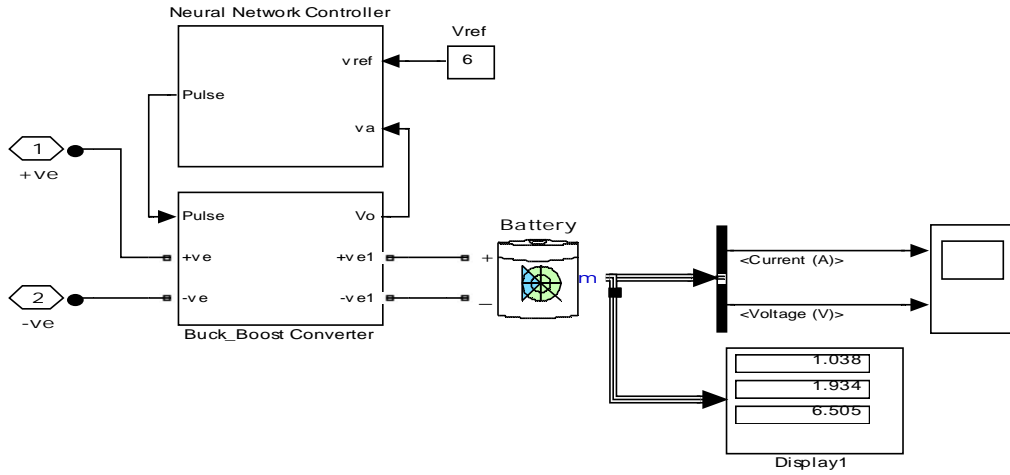 Neural Network Controller
Vref
vref
6
Pulse
va
1
+ve
Pulse
Vo
Battery
+ve
+ve1
+
<Current (A)>
m
2
-ve
-ve1
_
-ve
<Voltage (V)>
Buck_Boost Converter
1.038
1.934
6.505
Display1